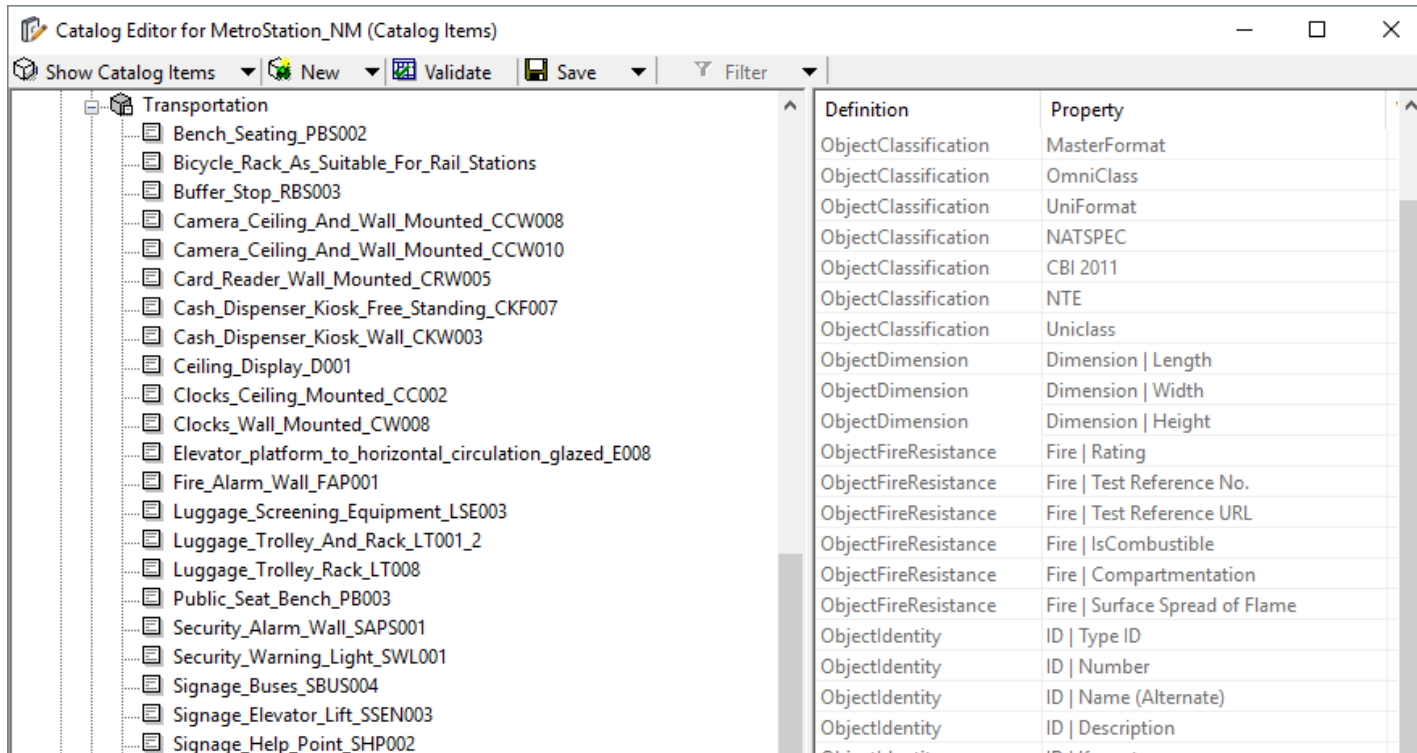 Catalog Editor for MetroStation_NM (Catalog Items)
Show Catalog Items New Validate Save Filter
Transportation
Bench_Seating_PBS002
Bicycle_Rack_As_Suitable_For_Rail_Stations
Buffer_Stop_RBS003
Camera_Ceiling_And_Wall_Mounted_CCW008
Camera_Ceiling_And_Wall_Mounted_CCW010
Card_Reader_Wall_Mounted_CRW005
Cash_Dispenser_Kiosk_Free_Standing_CKF007
Cash_Dispenser_Kiosk_Wall_CKW003
Ceiling_Display_D001
Clocks_Ceiling_Mounted_CC002
Clocks_Wall_Mounted_CW008
Elevator_platform_to_horizontal_circulation_glazed_E008
Fire_Alarm_Wall_FAP001
Luggage_Screening_Equipment_LSE003
Luggage_Trolley_And_Rack_LT001_2
Luggage_Trolley_Rack_LT008
Public_Seat_Bench_PB003
Security_Alarm_Wall_SAPS001
Security_Warning_Light_SWL001
Signage_Buses_SBUS004
Signage_Elevator_Lift_SSEN003
Signage_Help_Point_SHP002
Definition Property
ObjectClassification MasterFormat
ObjectClassification OmniClass
ObjectClassification UniFormat
ObjectClassification NATSPEC
ObjectClassification CBI 2011
ObjectClassification NTE
ObjectClassification Uniclass
ObjectDimension Dimension | Length
ObjectDimension Dimension | Width
ObjectDimension Dimension | Height
ObjectFireResistance Fire | Rating
ObjectFireResistance Fire | Test Reference No.
ObjectFireResistance Fire | Test Reference URL
ObjectFireResistance Fire | IsCombustible
ObjectFireResistance Fire | Compartmentation
ObjectFireResistance Fire | Surface Spread of Flame
ObjectIdentity ID | Type ID
ObjectIdentity ID | Number
ObjectIdentity ID | Name (Alternate)
ObjectIdentity ID | Description